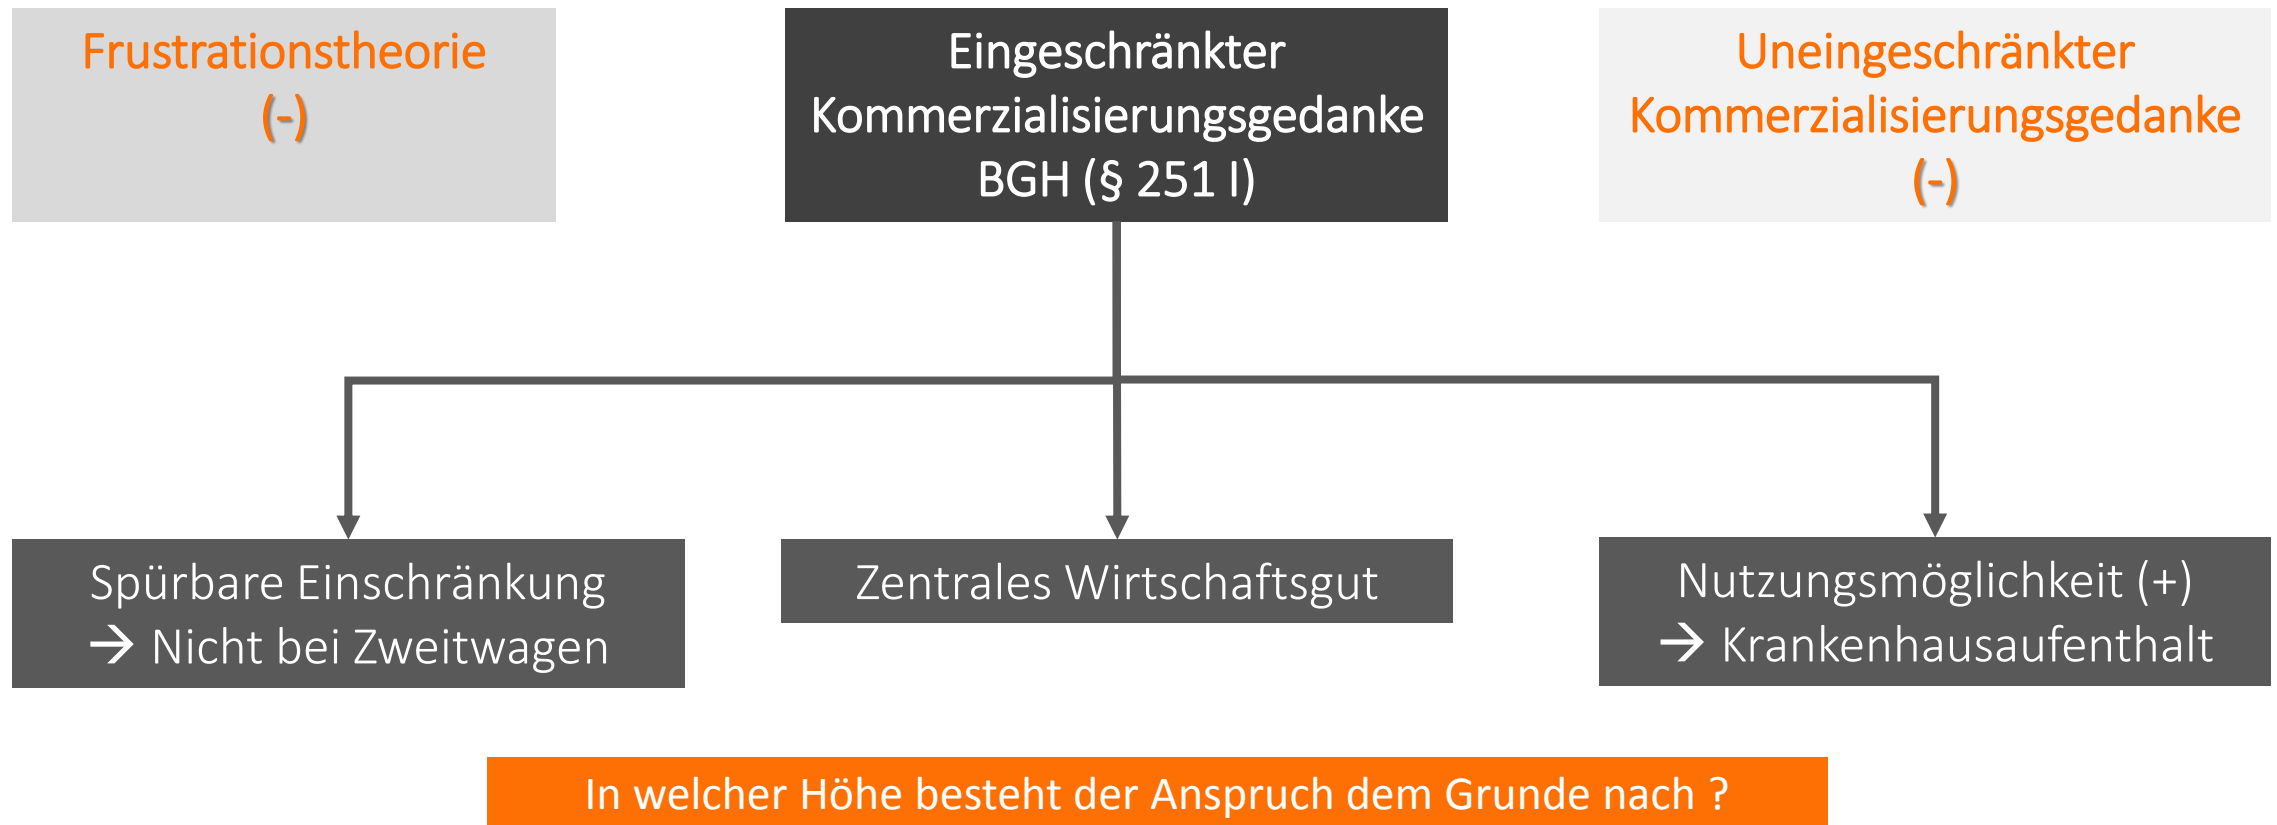 Frustrationstheorie
(-)
Eingeschränkter
Kommerzialisierungsgedanke
BGH (§ 251 I)
Uneingeschränkter
Kommerzialisierungsgedanke
(-)
Spürbare Einschränkung
→ Nicht bei Zweitwagen
Zentrales Wirtschaftsgut
Nutzungsmöglichkeit (+)
→ Krankenhausaufenthalt
In welcher Höhe besteht der Anspruch dem Grunde nach ?